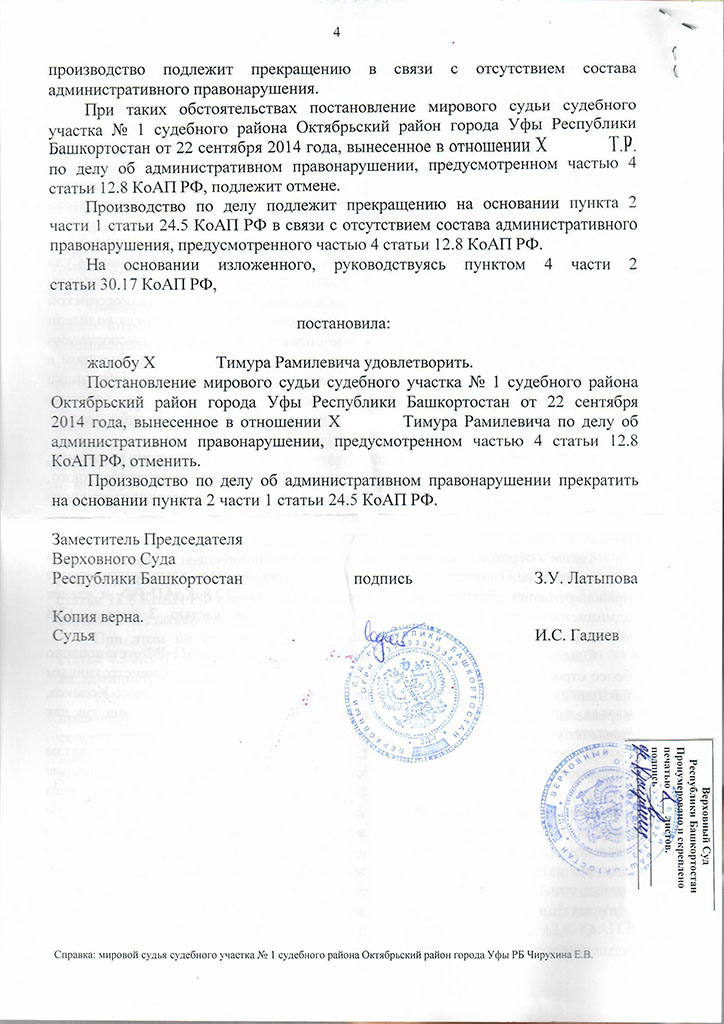 4
производство подлежит прекращению в связи с отсутствием состава
административного правонарушения.
При таких обстоятельствах постановление мирового судьи судебного
участка № 1 судебного района Октябрьский район города Уфы Республики
Башкортостан от 22 сентября 2014 года, вынесенное в отношении Х Т.Р.
по делу об административном правонарушении, предусмотренном частью 4
статьи 12.8 КоАП РФ, подлежит отмене.
Производство по делу подлежит прекращению на основании пункта 2
части 1 статьи 24.5 КоАП РФ в связи с отсутствием состава административного
правонарушения, предусмотренного частью 4 статьи 12.8 КоАП РФ.
На основании изложенного, руководствуясь пунктом 4 части 2
статьи 30.17 КоАП РФ,
постановила:
жалобу Х Тимура Рамилевича удовлетворить.
Постановление мирового судьи судебного участка № 1 судебного района
Октябрьский район города Уфы Республики Башкортостан от 22 сентября
2014 года, вынесенное в отношении Х Тимура Рамилевича по делу об
административном правонарушении, предусмотренном частью 4 статьи 12.8
КоАП РФ, отменить.
Производство по делу об административном правонарушении прекратить
на основании пункта 2 части 1 статьи 24.5 КоАП РФ.
Заместитель Председателя
Верховного Суда
Республики Башкортостан подпись З.У. Латыпова
Копия верна.
Судья И.С. Гадиев
ВЕРХОВНЫЙ СУД РЕСПУБЛИКИ БАШКОРТОСТАН
Верховный Суд
Республики Башкортостан
Пронумеровано и скреплено
печатью листов.
подпись
ВЕРХОВНЫЙ
БАШКОРТОСТАН
Справка: мировой судья судебного участка № 1 судебного района Октябрьский район города Уфы РБ Чирухина Е.В.